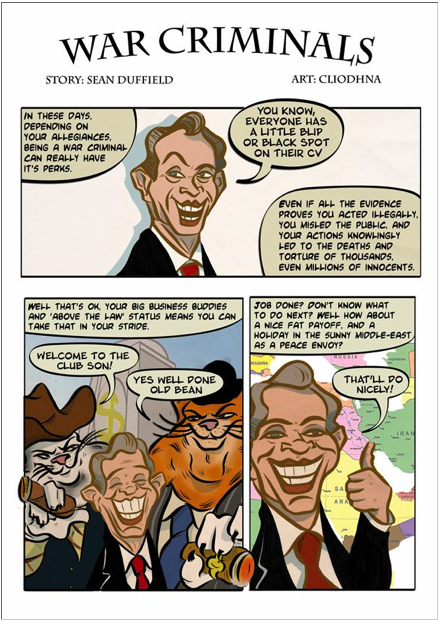 WAR CRIMINALS
STORY: SEAN DUFFIELD
ART: CLIODHNA
IN THESE DAYS,
DEPENDING ON
YOUR ALLEGIANCES,
BEING A WAR CRIMINAL
CAN REALLY HAVE
IT'S PERKS.
YOU KNOW,
EVERYONE HAS
A LITTLE BLIP
OR BLACK SPOT
ON THEIR CV
EVEN IF ALL THE EVIDENCE
PROVES YOU ACTED ILLEGALLY,
YOU MISLED THE PUBLIC, AND
YOUR ACTIONS KNOWINGLY
LED TO THE DEATHS AND
TORTURE OF THOUSANDS,
EVEN MILLIONS OF INNOCENTS.
WELL THAT'S OK, YOUR BIG BUSINESS BUDDIES
AND 'ABOVE THE LAW' STATUS MEANS YOU CAN
TAKE THAT IN YOUR STRIDE.
WELCOME TO THE
CLUB SON!
YES WELL DONE
OLD BEAN
$
JOB DONE? DON'T KNOW WHAT
TO DO NEXT? WELL HOW ABOUT
A NICE FAT PAYOFF, AND A
HOLIDAY IN THE SUNNY MIDDLE-EAST
AS A PEACE ENVOY?
RUSSIA
THAT'LL DO
NICELY!
IRAN
SA
ARA